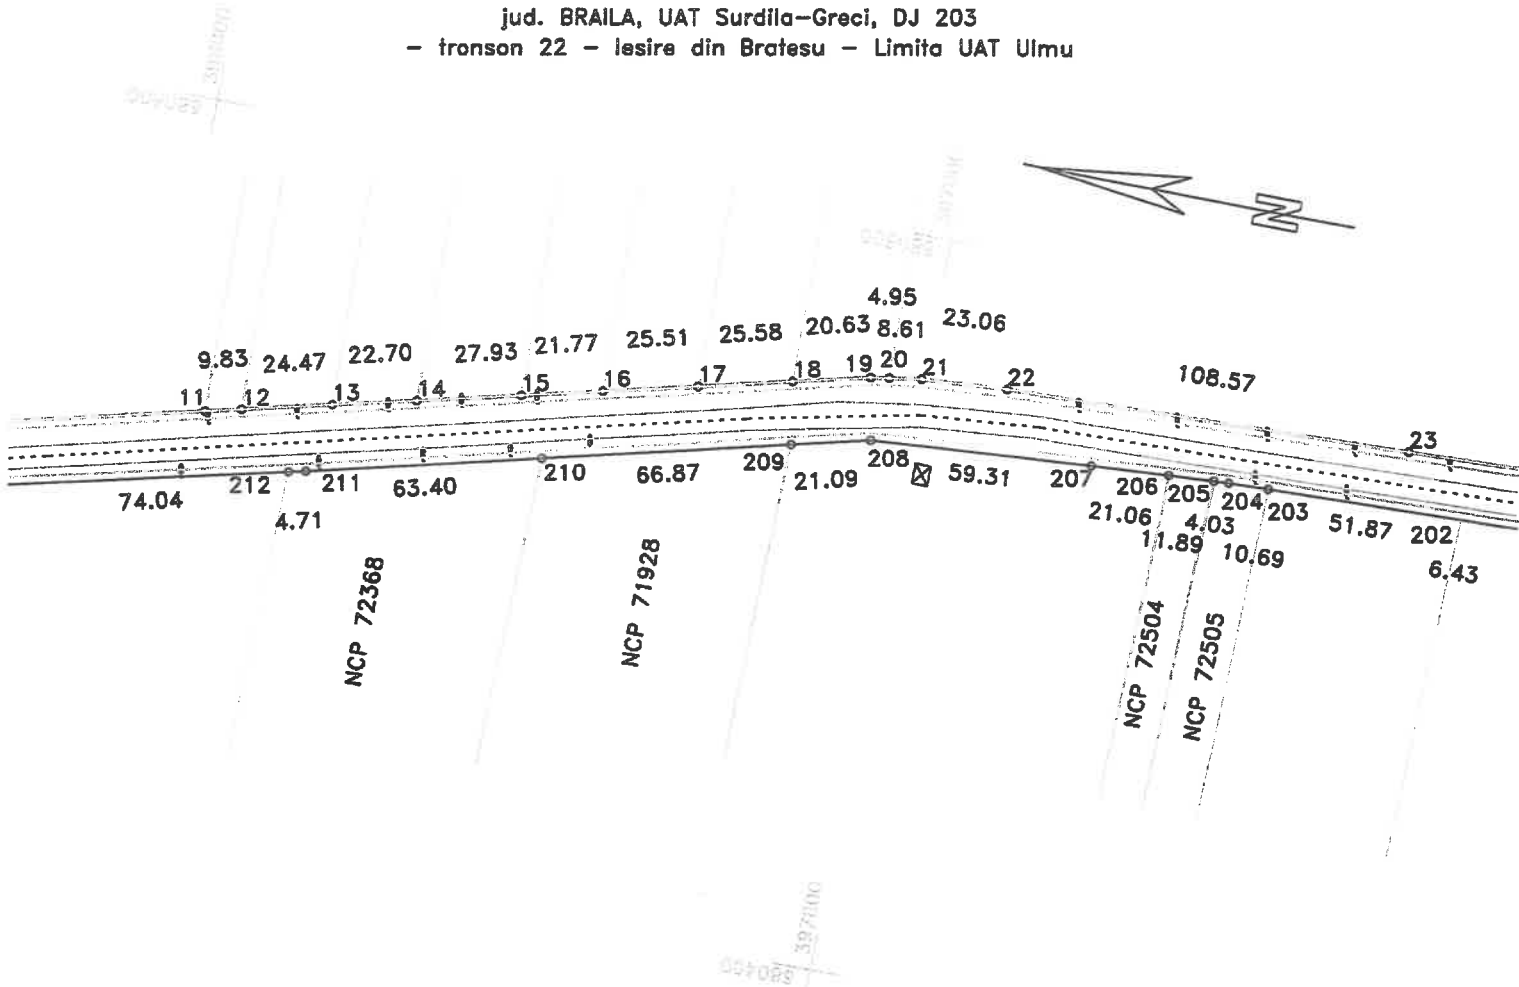 jud. BRAILA, UAT Surdila-Greci, DJ 203
- tronson 22 - Iesire din Bratesu - Limita UAT Ulmu
N
4.95
9.83 24.47 22.70 27.93 21.77 25.51 25.58 20.63 8.61 23.06
108.57
11 12 13 14 15 16 17 18 19 20 21 22 23
74.04 212 211 63.40 210 66.87 209 21.09 208 59.31 207 206 205 204 203 51.87 202
4.71 21.06 11.89 4.03 10.69 6.43
NCP 72368
NCP 71928
NCP 72504
NCP 72505
397800